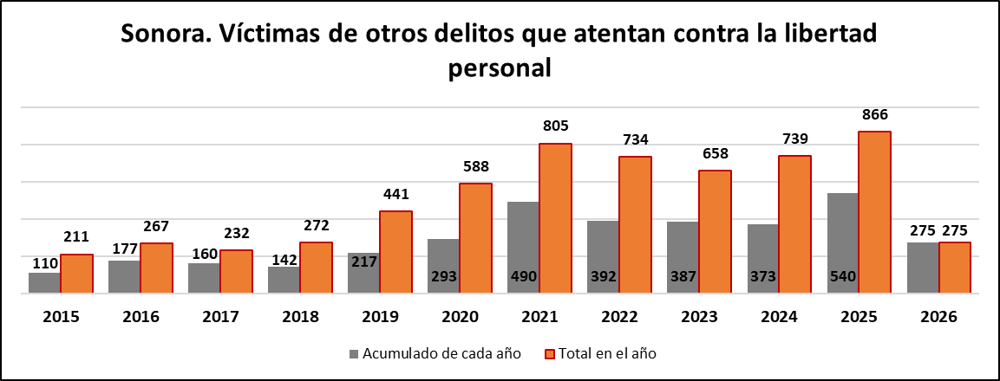 Sonora. Víctimas de otros delitos que atentan contra la libertad
personal
110 211 177 267 160 232 142 272 217 441 293 588 490 805 392 734 387 658 373 739 540 866 275 275
2015 2016 2017 2018 2019 2020 2021 2022 2023 2024 2025 2026
Acumulado de cada año Total en el año